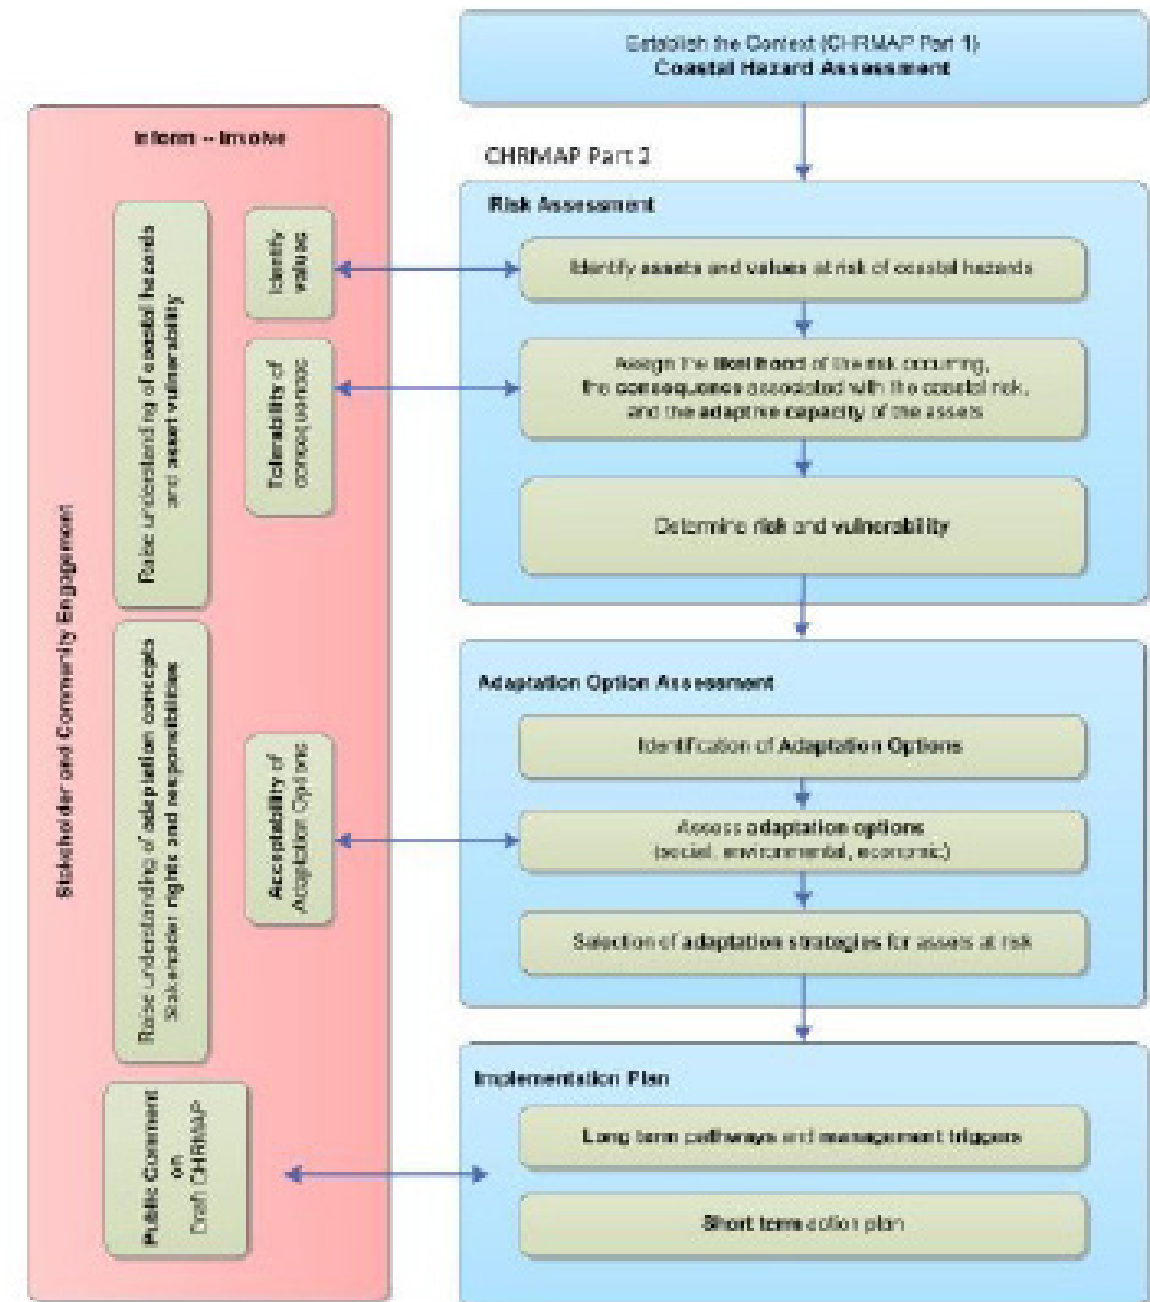 Establish the Context (CHRMAP Part 1)
Coastal Hazard Assessment
Inform – Involve
CHRMAP Part 2
Risk Assessment
Identify assets and values at risk of coastal hazards
Assign the likelihood of the risk occurring,
the consequence associated with the coastal risk,
and the adaptive capacity of the assets
Determine risk and vulnerability
Adaptation Option Assessment
Identification of Adaptation Options
Assess adaptation options
(social, environmental, economic)
Selection of adaptation strategies for assets at risk
Implementation Plan
Long term pathways and management triggers
Short term action plan
Stakeholder and Community Engagement
Raise understanding of coastal hazards
and asset vulnerability
Identify
values
Tolerability of
consequences
Raise understanding of adaptation concepts
Stakeholder rights and responsibilities
Acceptability of
Adaptation Options
Public Comment
on
Draft CHRMAP